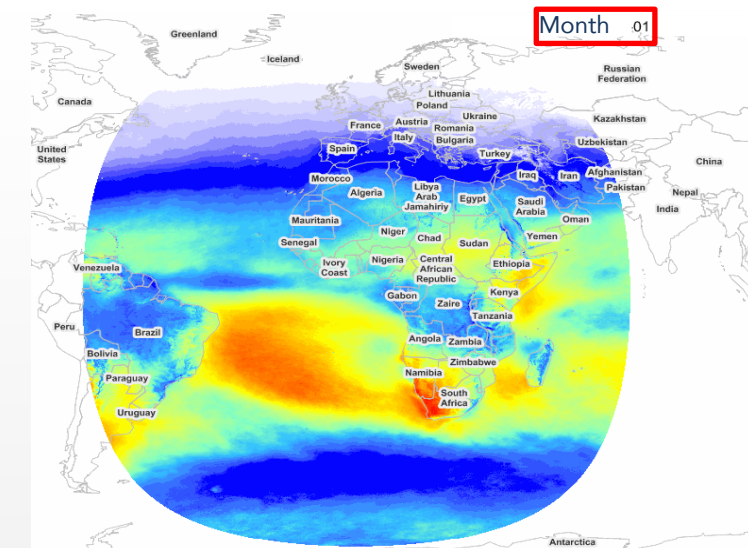 Month 01
Greenland
Iceland
Sweden
Russian
Federation
Lithuania
Poland
Canada
Ukraine
Kazakhstan
France
Austria
Romania
Italy
Bulgaria
Uzbekistan
United
States
Spain
Turkey
China
Morocco
Iraq
Iran
Afghanistan
Pakistan
Nepal
Algeria
Libya
Arab
Jamahiriy
Egypt
Saudi
Arabia
India
Mauritania
Oman
Niger
Chad
Sudan
Yemen
Senegal
Ivory
Coast
Nigeria
Central
African
Republic
Ethiopia
Venezuela
Gabon
Zaire
Kenya
Tanzania
Peru
Brazil
Angola
Zambia
Bolivia
Zimbabwe
Paraguay
Namibia
South
Africa
Uruguay
Antarctica